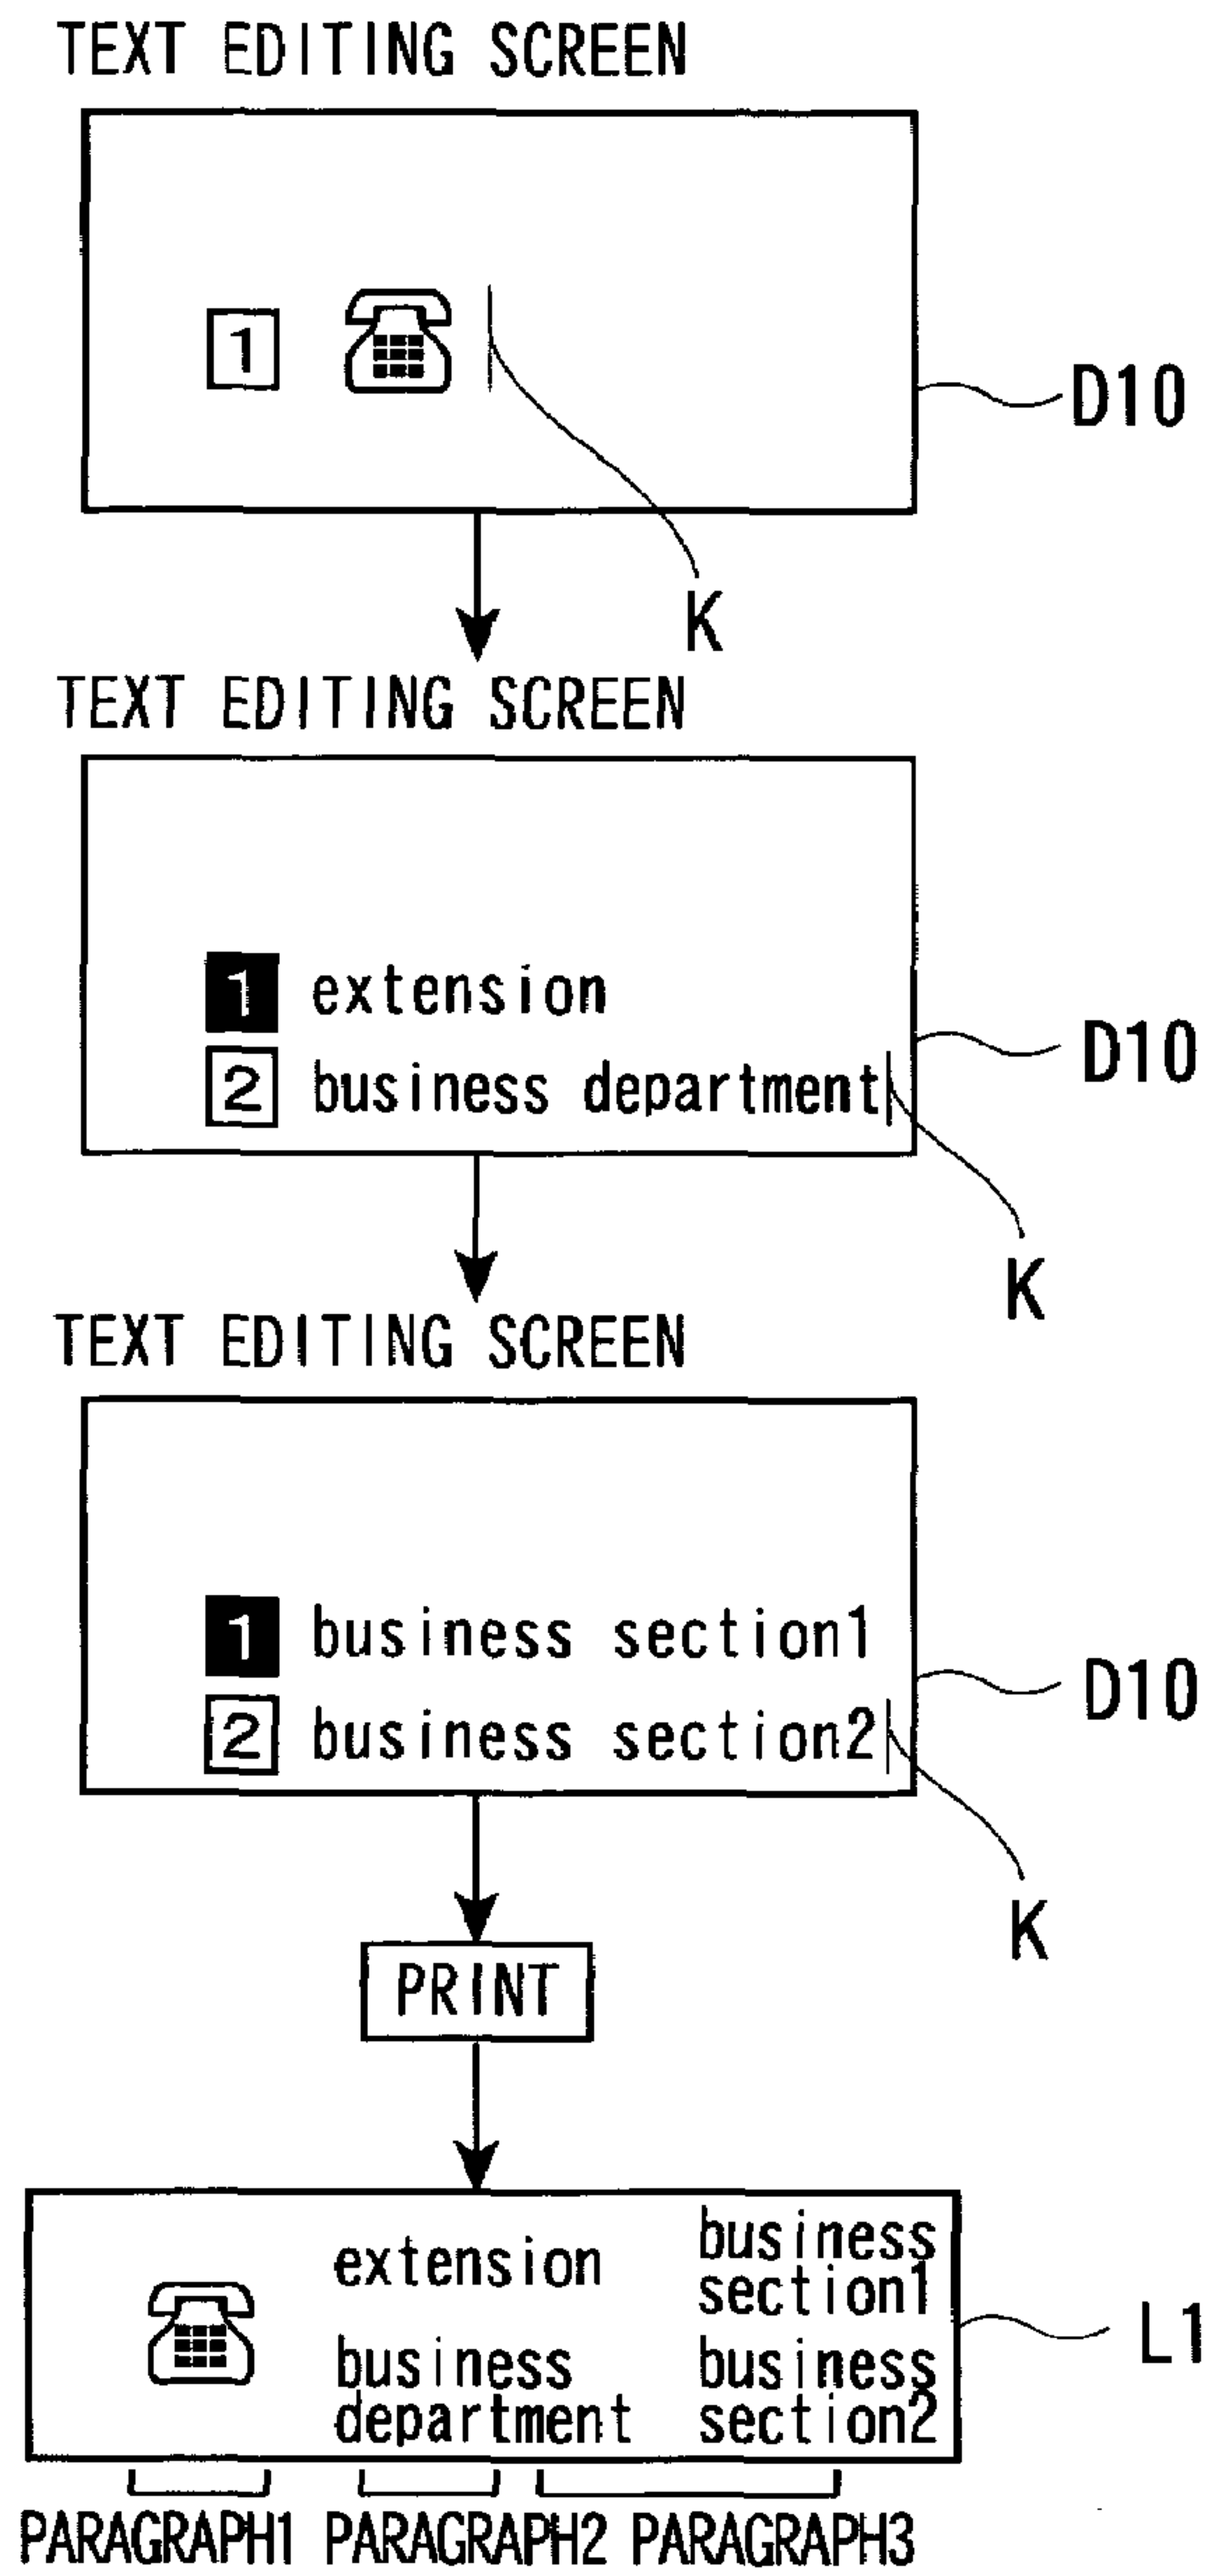 TEXT EDITING SCREEN
1
D10
K
TEXT EDITING SCREEN
1 extension
2 business department
D10
K
TEXT EDITING SCREEN
1 business section1
2 business section2
D10
K
PRINT
extension
business
department
business
section1
business
section2
L1
PARAGRAPH1 PARAGRAPH2 PARAGRAPH3